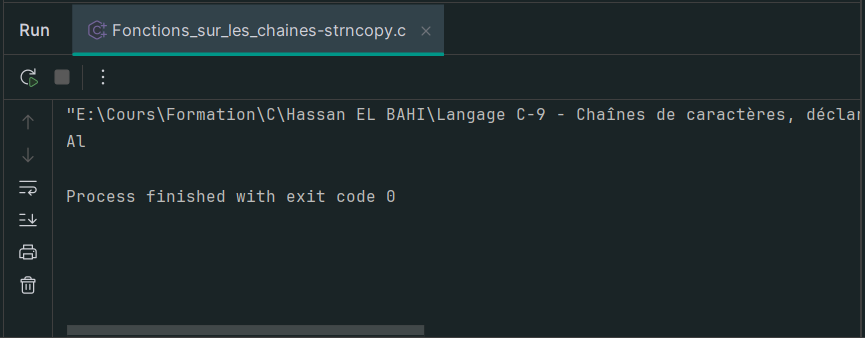 Run Fonctions_sur_les_chaines-strncopy.c
"E:\Cours\Formation\C\Hassan EL BAHI\Langage C-9 - Chaînes de caractères, déclar
Al
Process finished with exit code 0